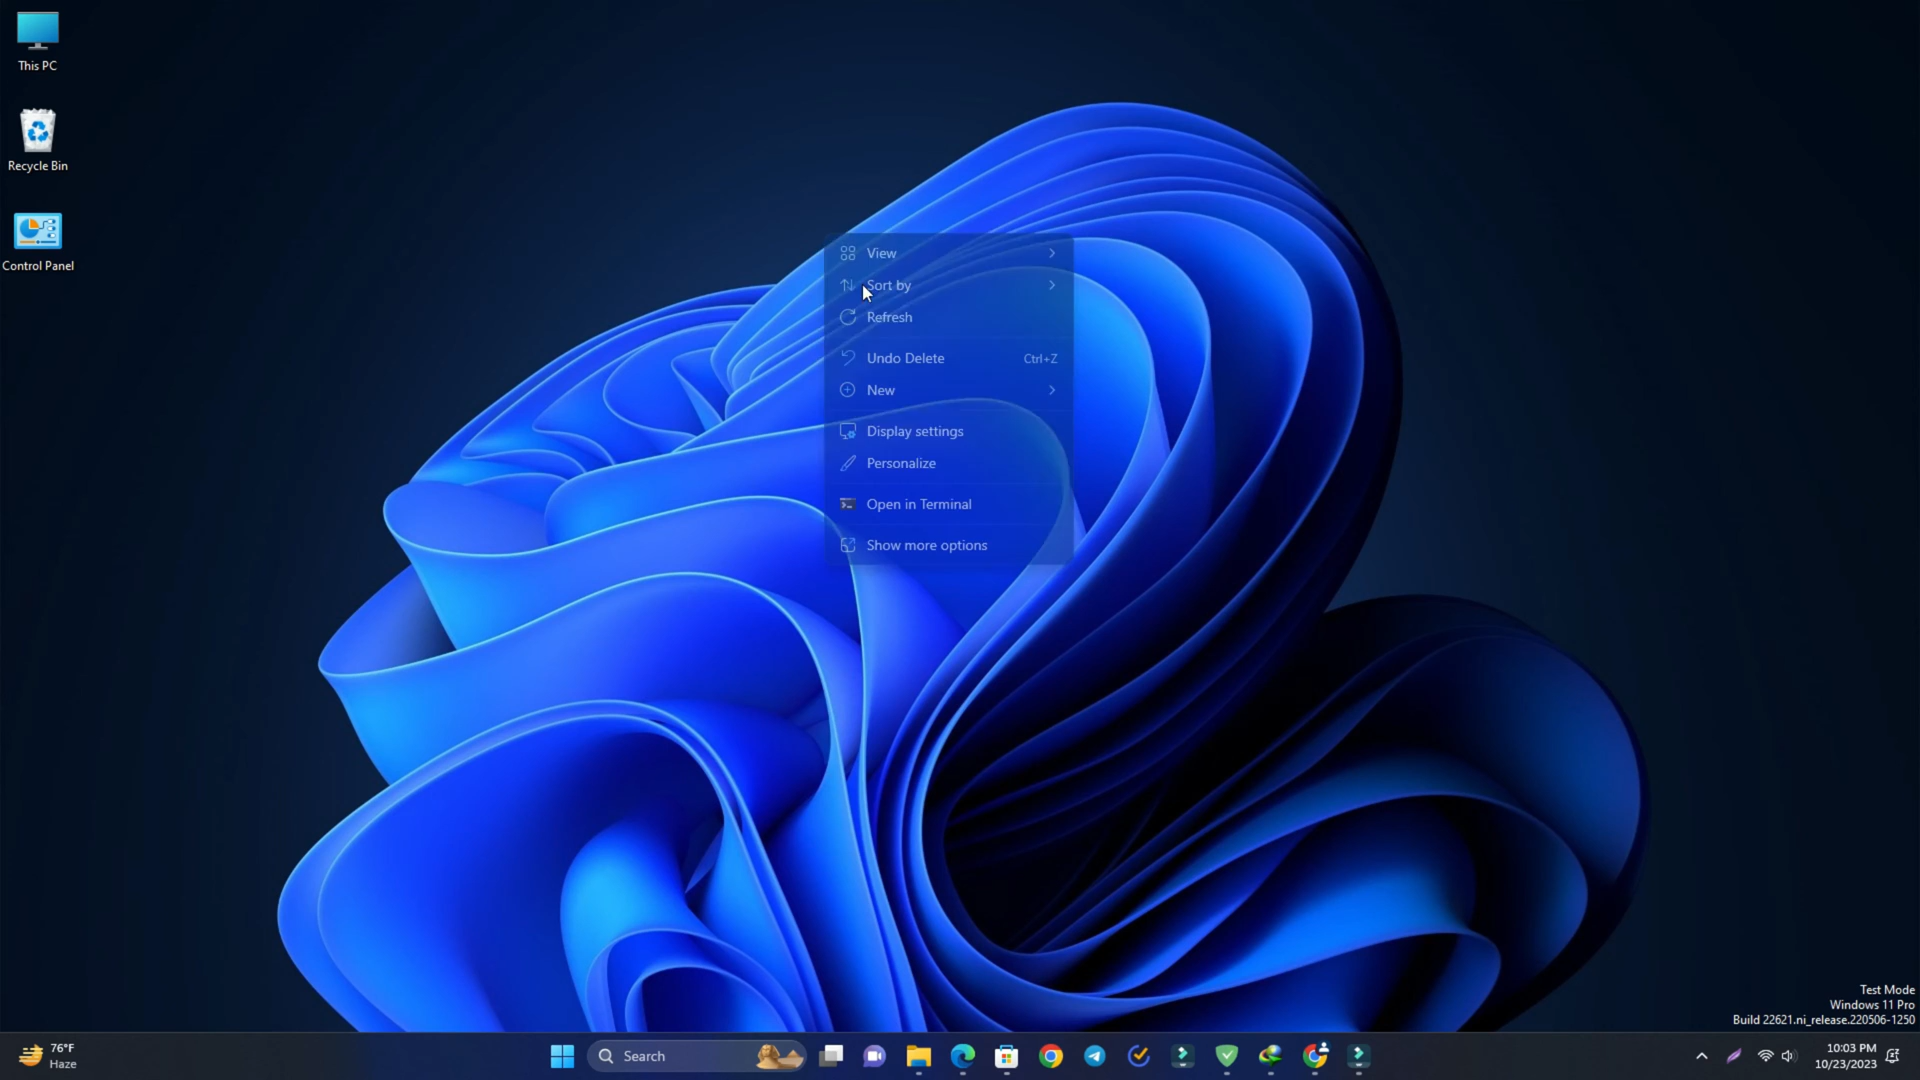 This PC
Recycle Bin
Control Panel
View
Sort by
Refresh
Undo Delete Ctrl+Z
New
Display settings
Personalize
Open in Terminal
Show more options
Test Mode
Windows 11 Pro
Build 22621.ni_release.220506-1250
76°F
Haze
Search
10:03 PM
10/23/2023